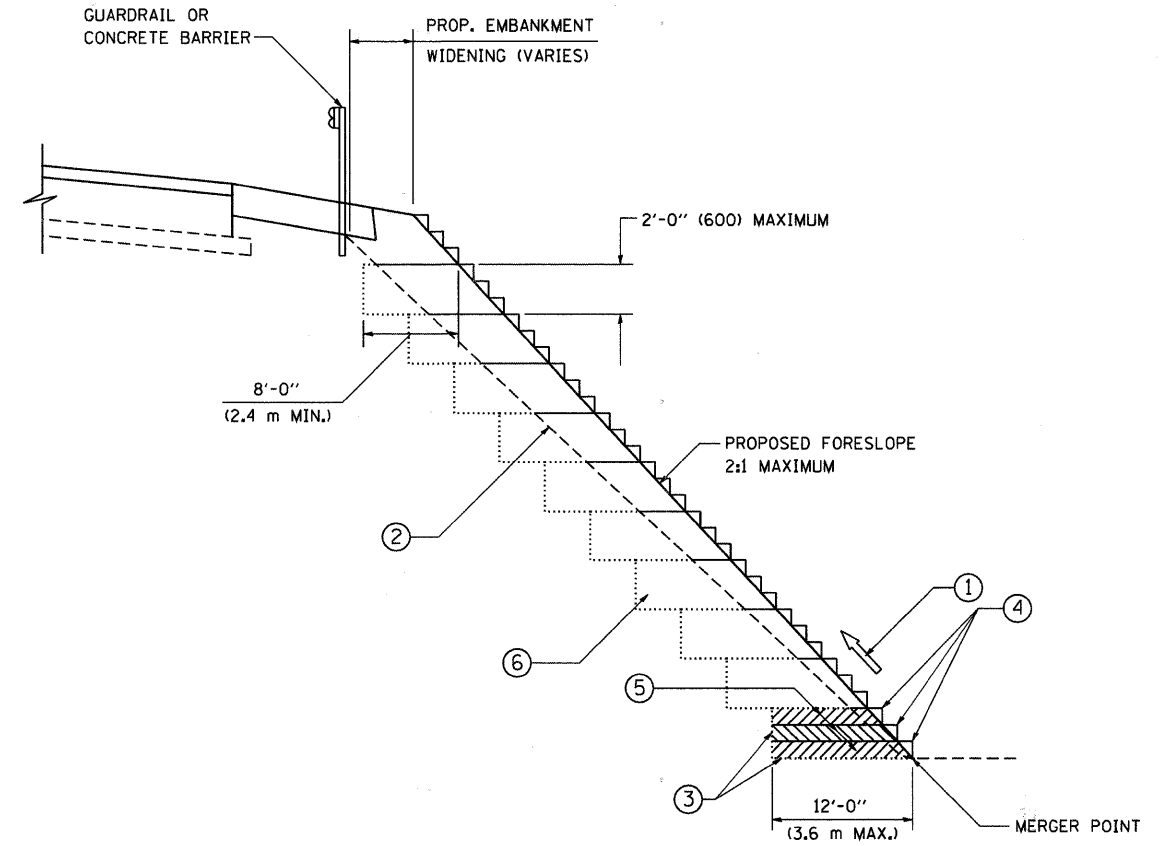 GUARDRAIL OR
CONCRETE BARRIER
PROP. EMBANKMENT
WIDENING (VARIES)
2'-0" (600) MAXIMUM
8'-0"
(2.4 m MIN.)
PROPOSED FORESLOPE
2:1 MAXIMUM
2
1
4
6
5
3
12'-0"
(3.6 m MAX.)
MERGER POINT